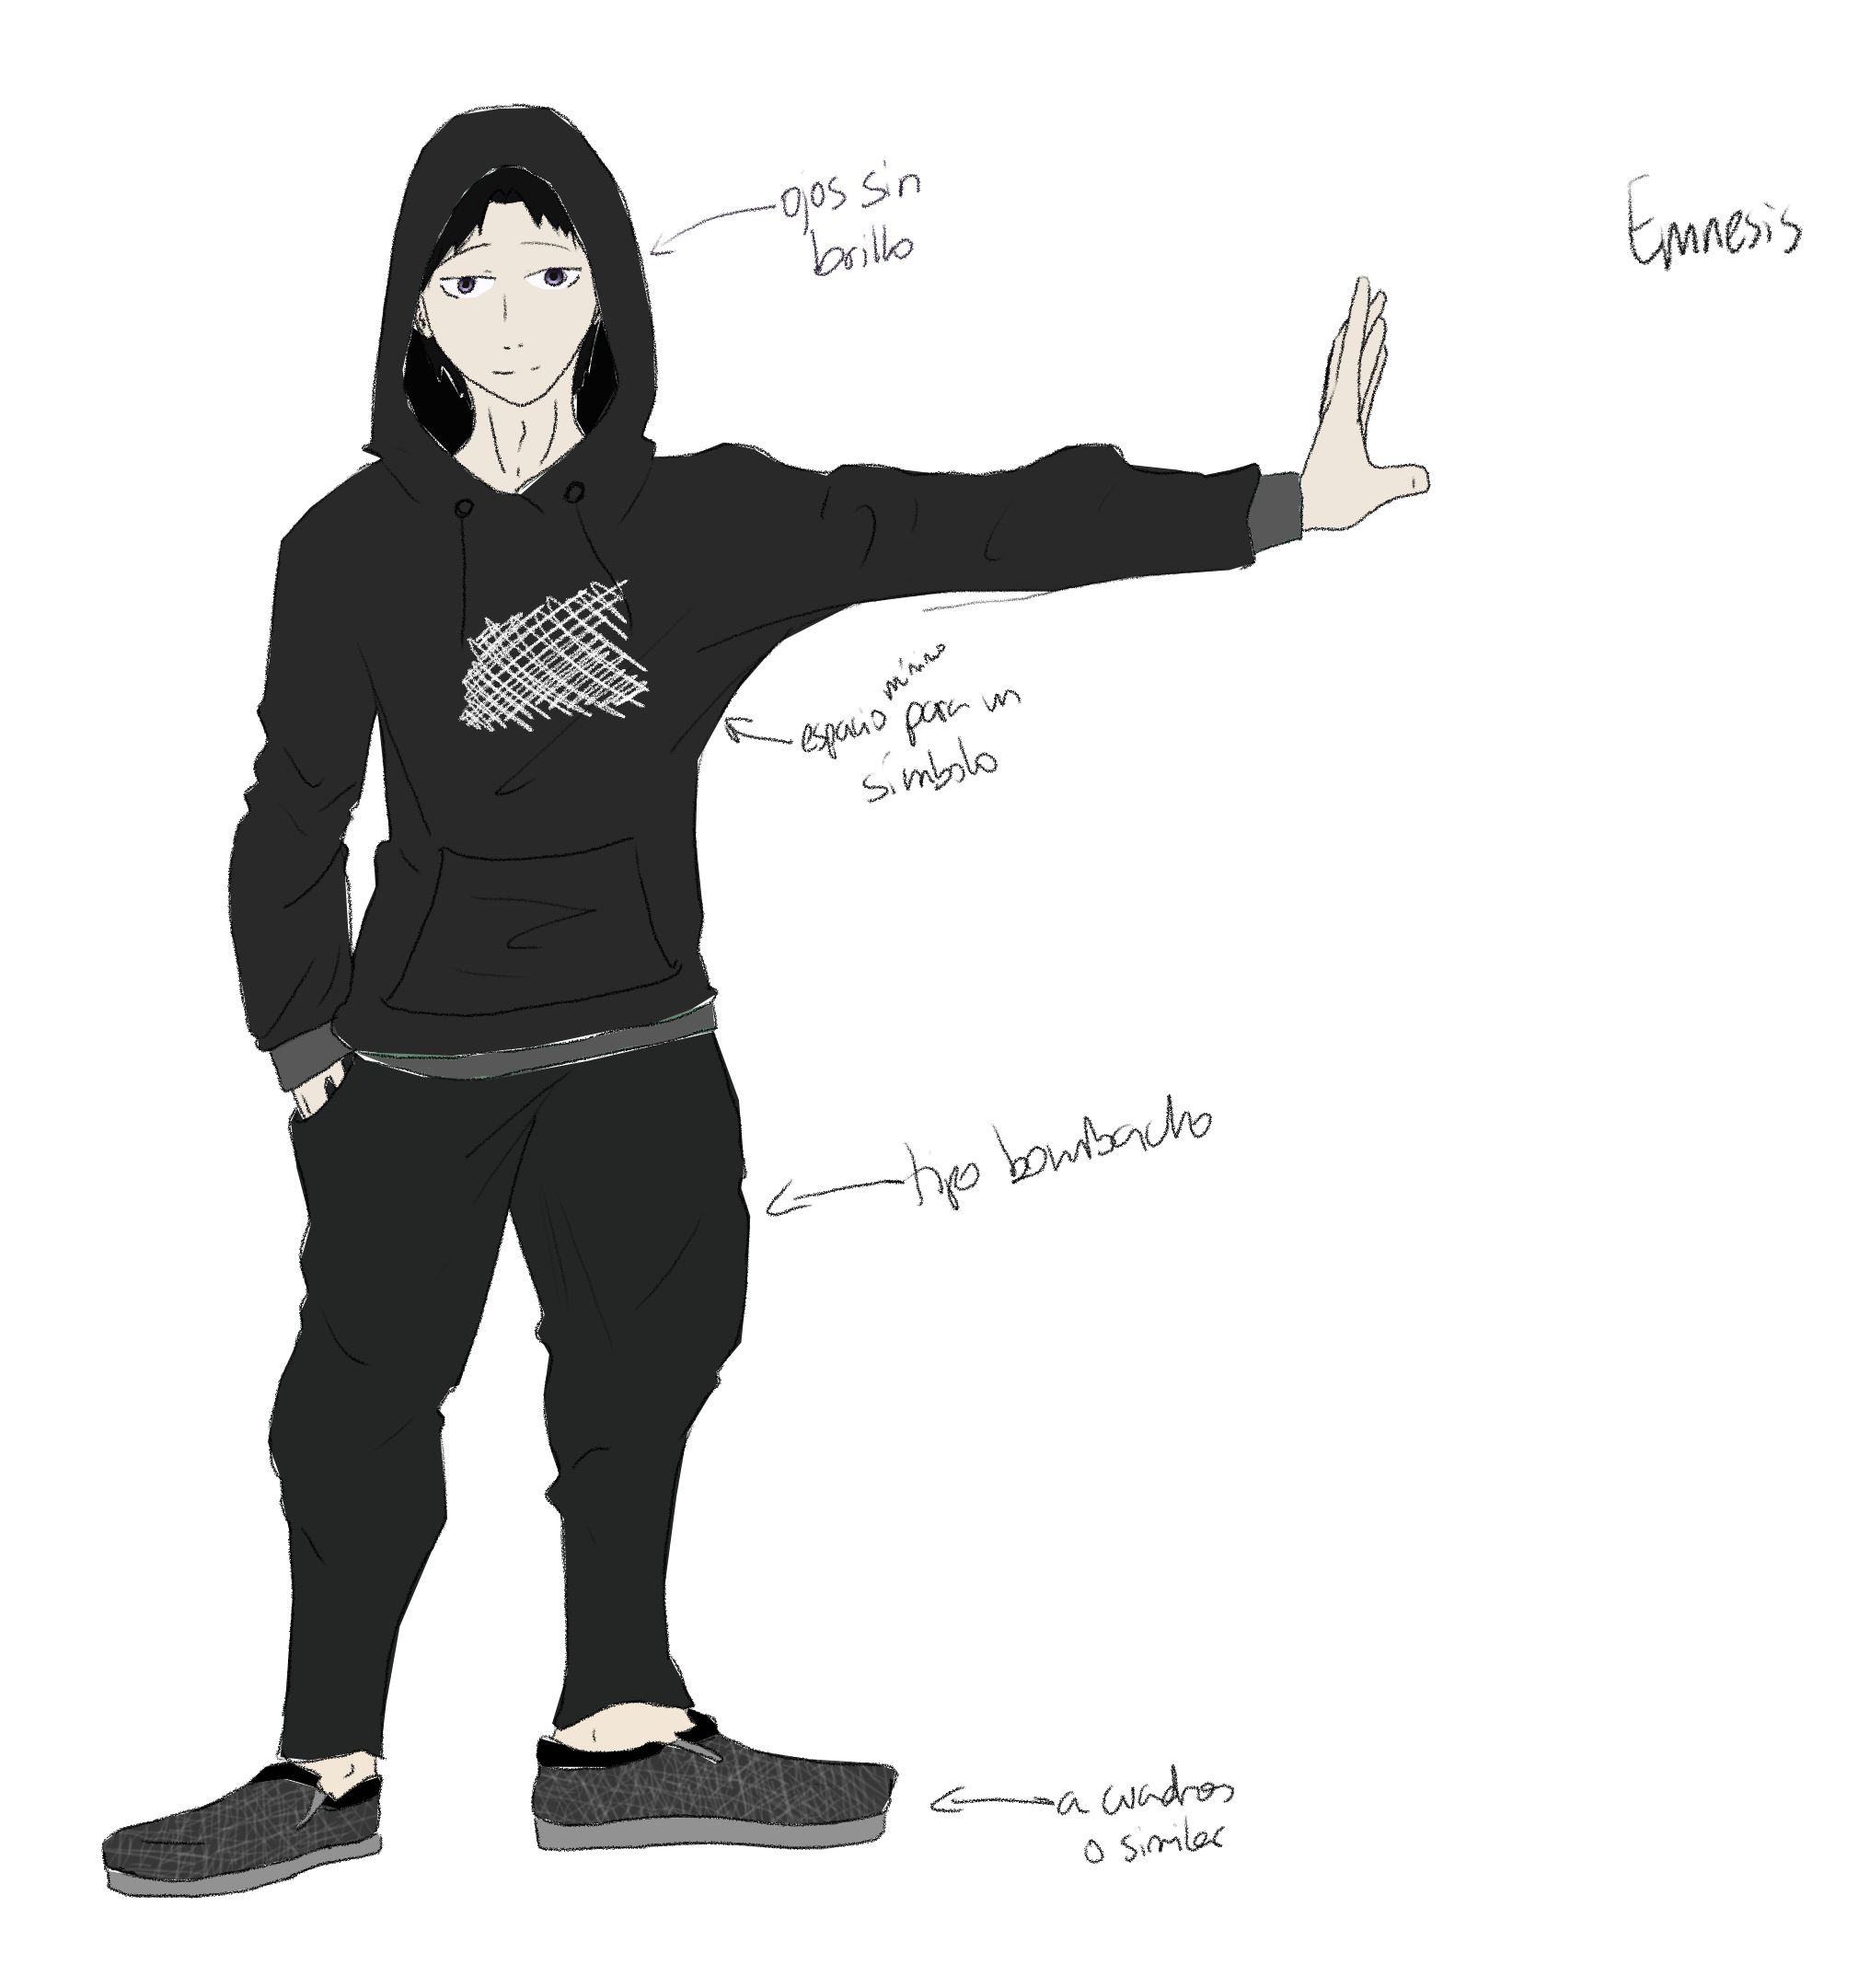 ojos sin
brillo
Emnesis
mínimo
espacio para un
símbolo
tipo bombacho
a cuadros
o similar